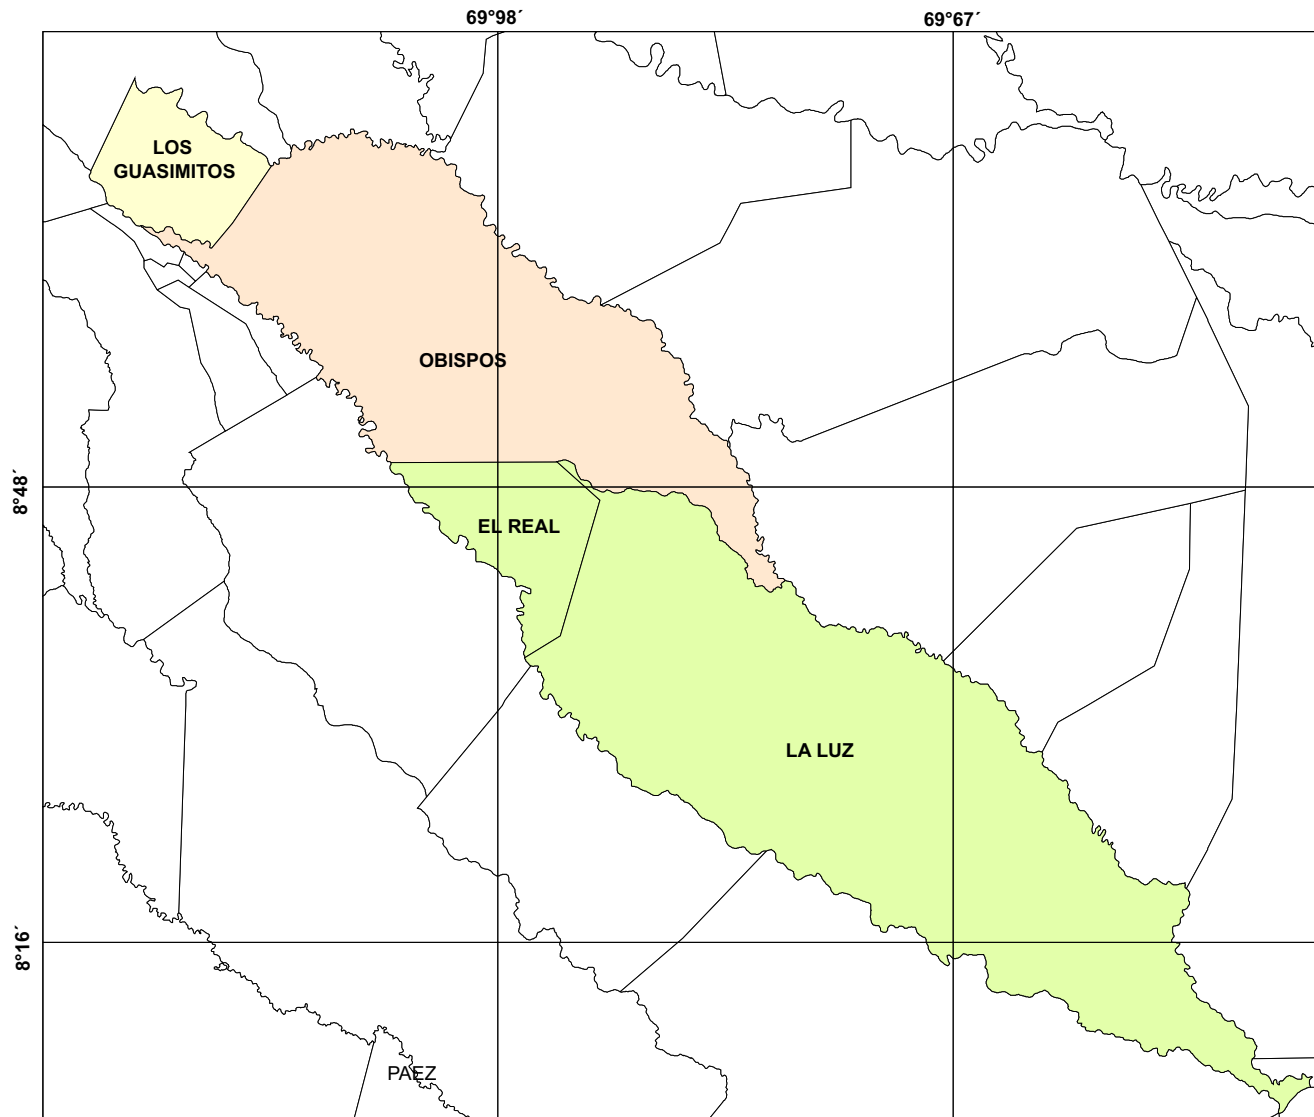 69°98´
69°67´
LOS
GUASIMITOS
OBISPOS
8°48´
EL REAL
LA LUZ
8°16´
PAEZ